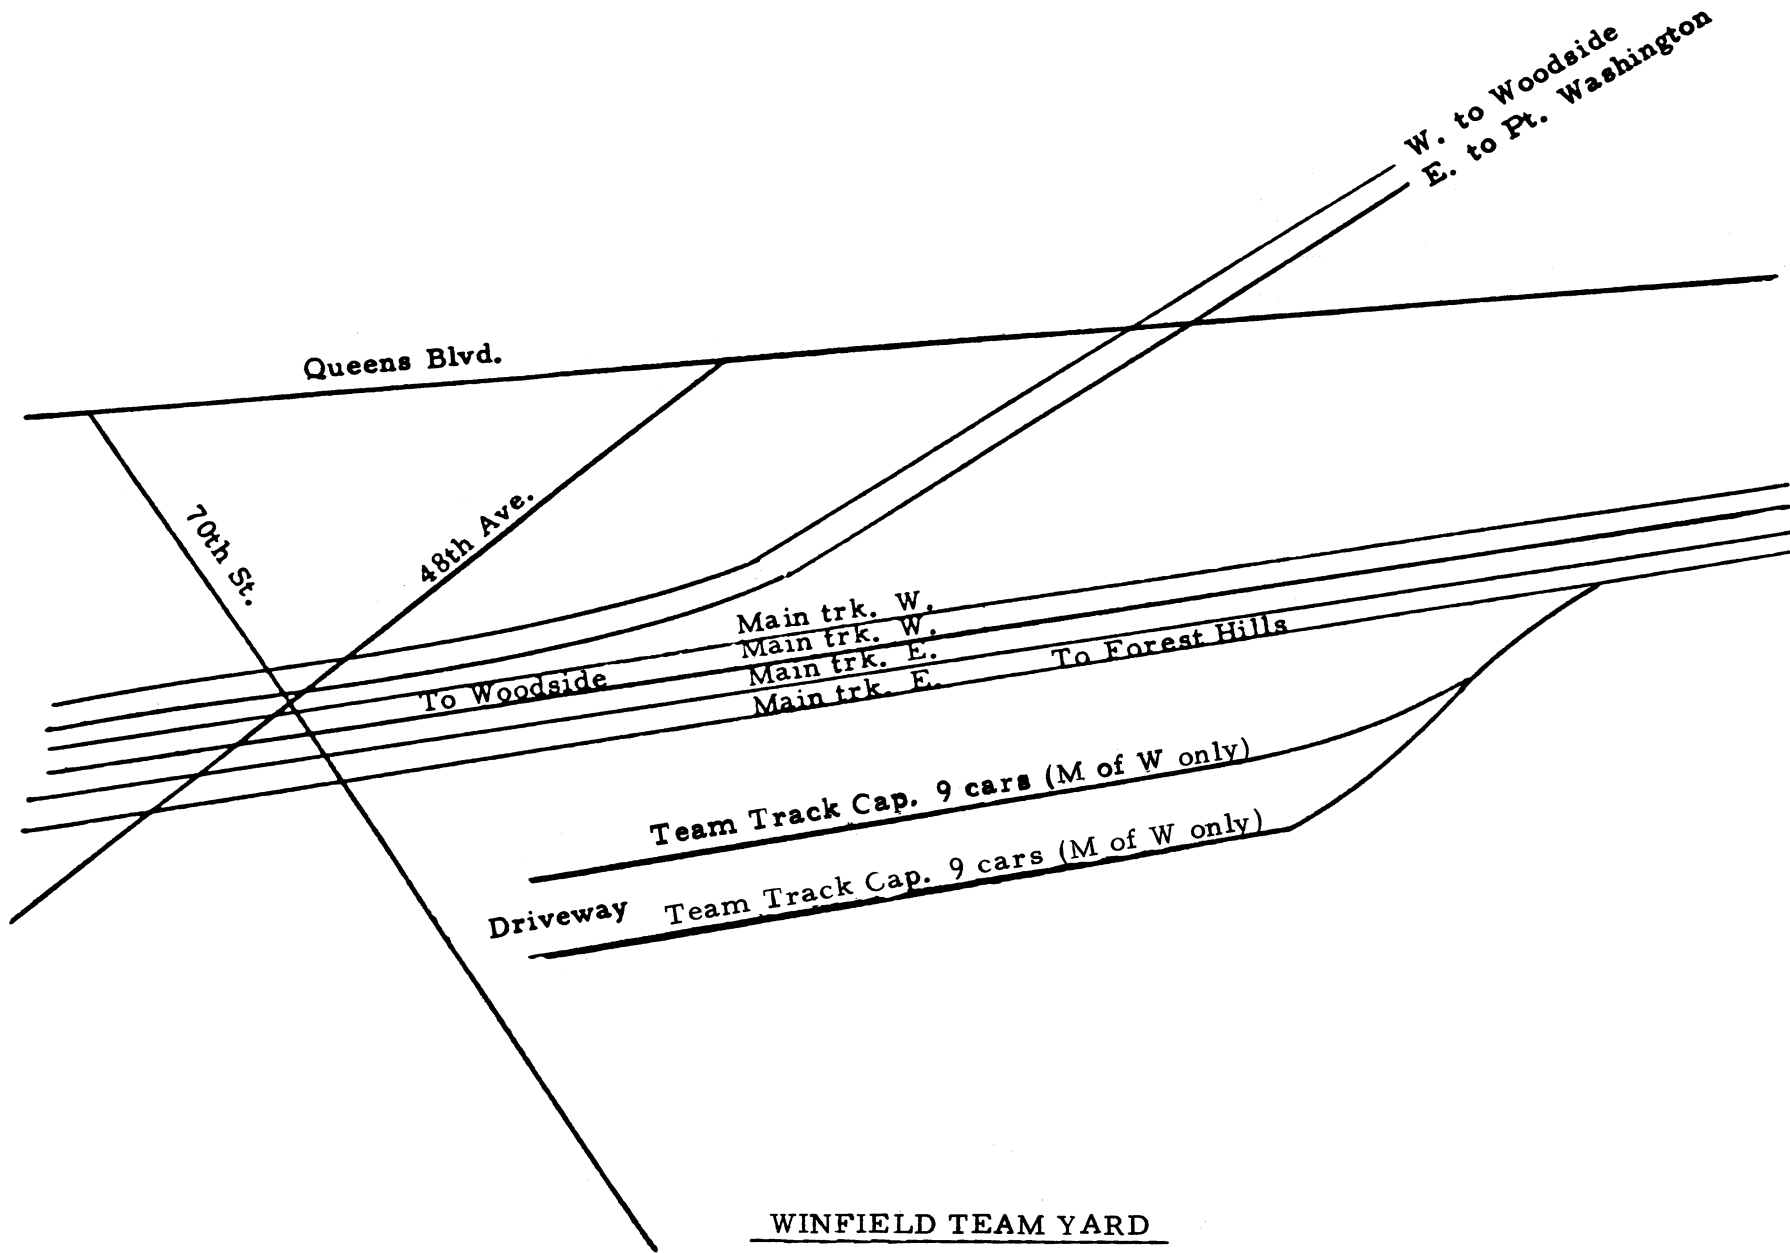 W. to Woodside
E. to Pt. Washington
Queens Blvd.
70th St.
48th Ave.
Main trk. W.
Main trk. W.
Main trk. E.
Main trk. E.
To Woodside
To Forest Hills
Team Track Cap. 9 cars (M of W only)
Driveway
Team Track Cap. 9 cars (M of W only)
WINFIELD TEAM YARD